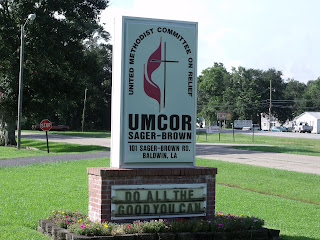 UNITED METHODIST COMMITTEE ON RELIEF
UMCOR
SAGER-BROWN
101 SAGER-BROWN RD.
BALDWIN, LA
DO ALL THE
GOOD YOU CAN
STOP